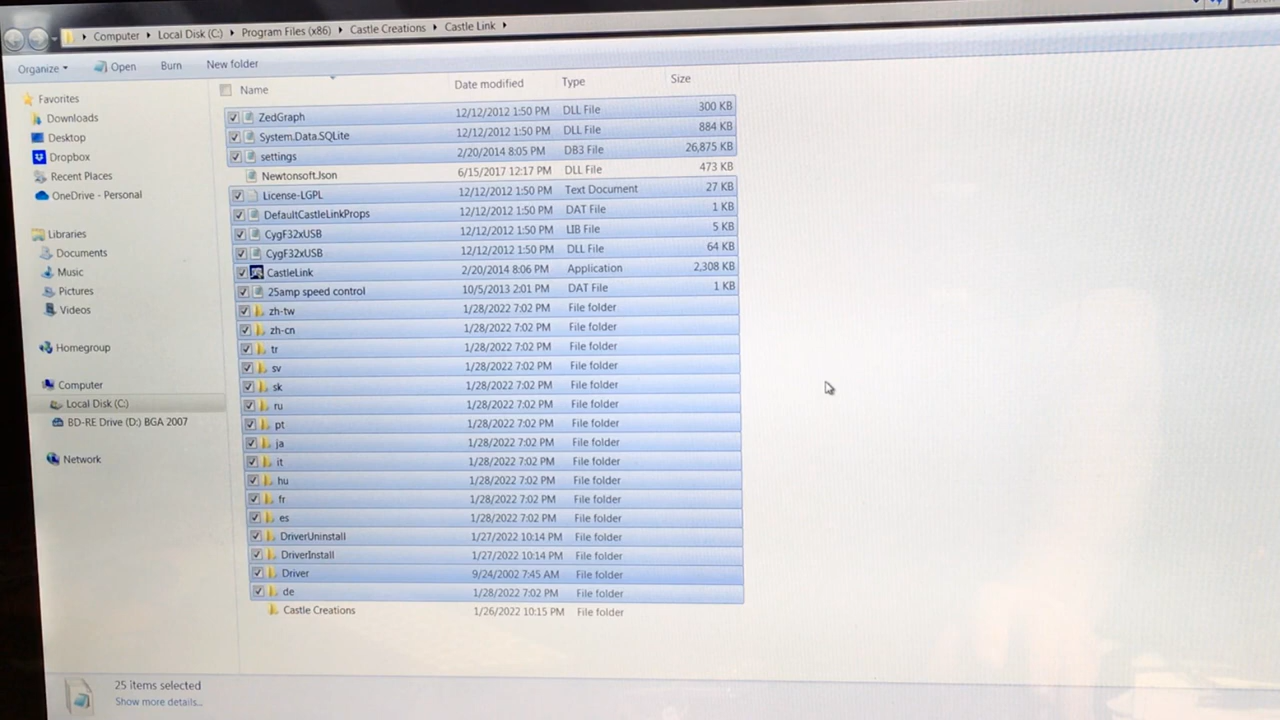 Computer Local Disk (C:) Program Files (x86) Castle Creations Castle Link
Organize Open Burn New folder
Name Date modified Type Size
Favorites
Downloads
Desktop
Dropbox
Recent Places
OneDrive - Personal
Libraries
Documents
Music
Pictures
Videos
Homegroup
Computer
Local Disk (C:)
BD-RE Drive (D:) BGA 2007
Network
ZedGraph 12/12/2012 1:50 PM DLL File 300 KB
System.Data.SQLite 12/12/2012 1:50 PM DLL File 884 KB
settings 2/20/2014 8:05 PM DB3 File 26,875 KB
Newtonsoft.Json 6/15/2017 12:17 PM DLL File 473 KB
License-LGPL 12/12/2012 1:50 PM Text Document 27 KB
DefaultCastleLinkProps 12/12/2012 1:50 PM DAT File 1 KB
CygF32xUSB 12/12/2012 1:50 PM LIB File 5 KB
CygF32xUSB 12/12/2012 1:50 PM DLL File 64 KB
CastleLink 2/20/2014 8:06 PM Application 2,308 KB
25amp speed control 10/5/2013 2:01 PM DAT File 1 KB
zh-tw 1/28/2022 7:02 PM File folder
zh-cn 1/28/2022 7:02 PM File folder
tr 1/28/2022 7:02 PM File folder
sv 1/28/2022 7:02 PM File folder
sk 1/28/2022 7:02 PM File folder
ru 1/28/2022 7:02 PM File folder
pt 1/28/2022 7:02 PM File folder
ja 1/28/2022 7:02 PM File folder
it 1/28/2022 7:02 PM File folder
hu 1/28/2022 7:02 PM File folder
fr 1/28/2022 7:02 PM File folder
es 1/28/2022 7:02 PM File folder
DriverUninstall 1/27/2022 10:14 PM File folder
DriverInstall 1/27/2022 10:14 PM File folder
Driver 9/24/2002 7:45 AM File folder
de 1/28/2022 7:02 PM File folder
Castle Creations 1/26/2022 10:15 PM File folder
25 items selected
Show more details...